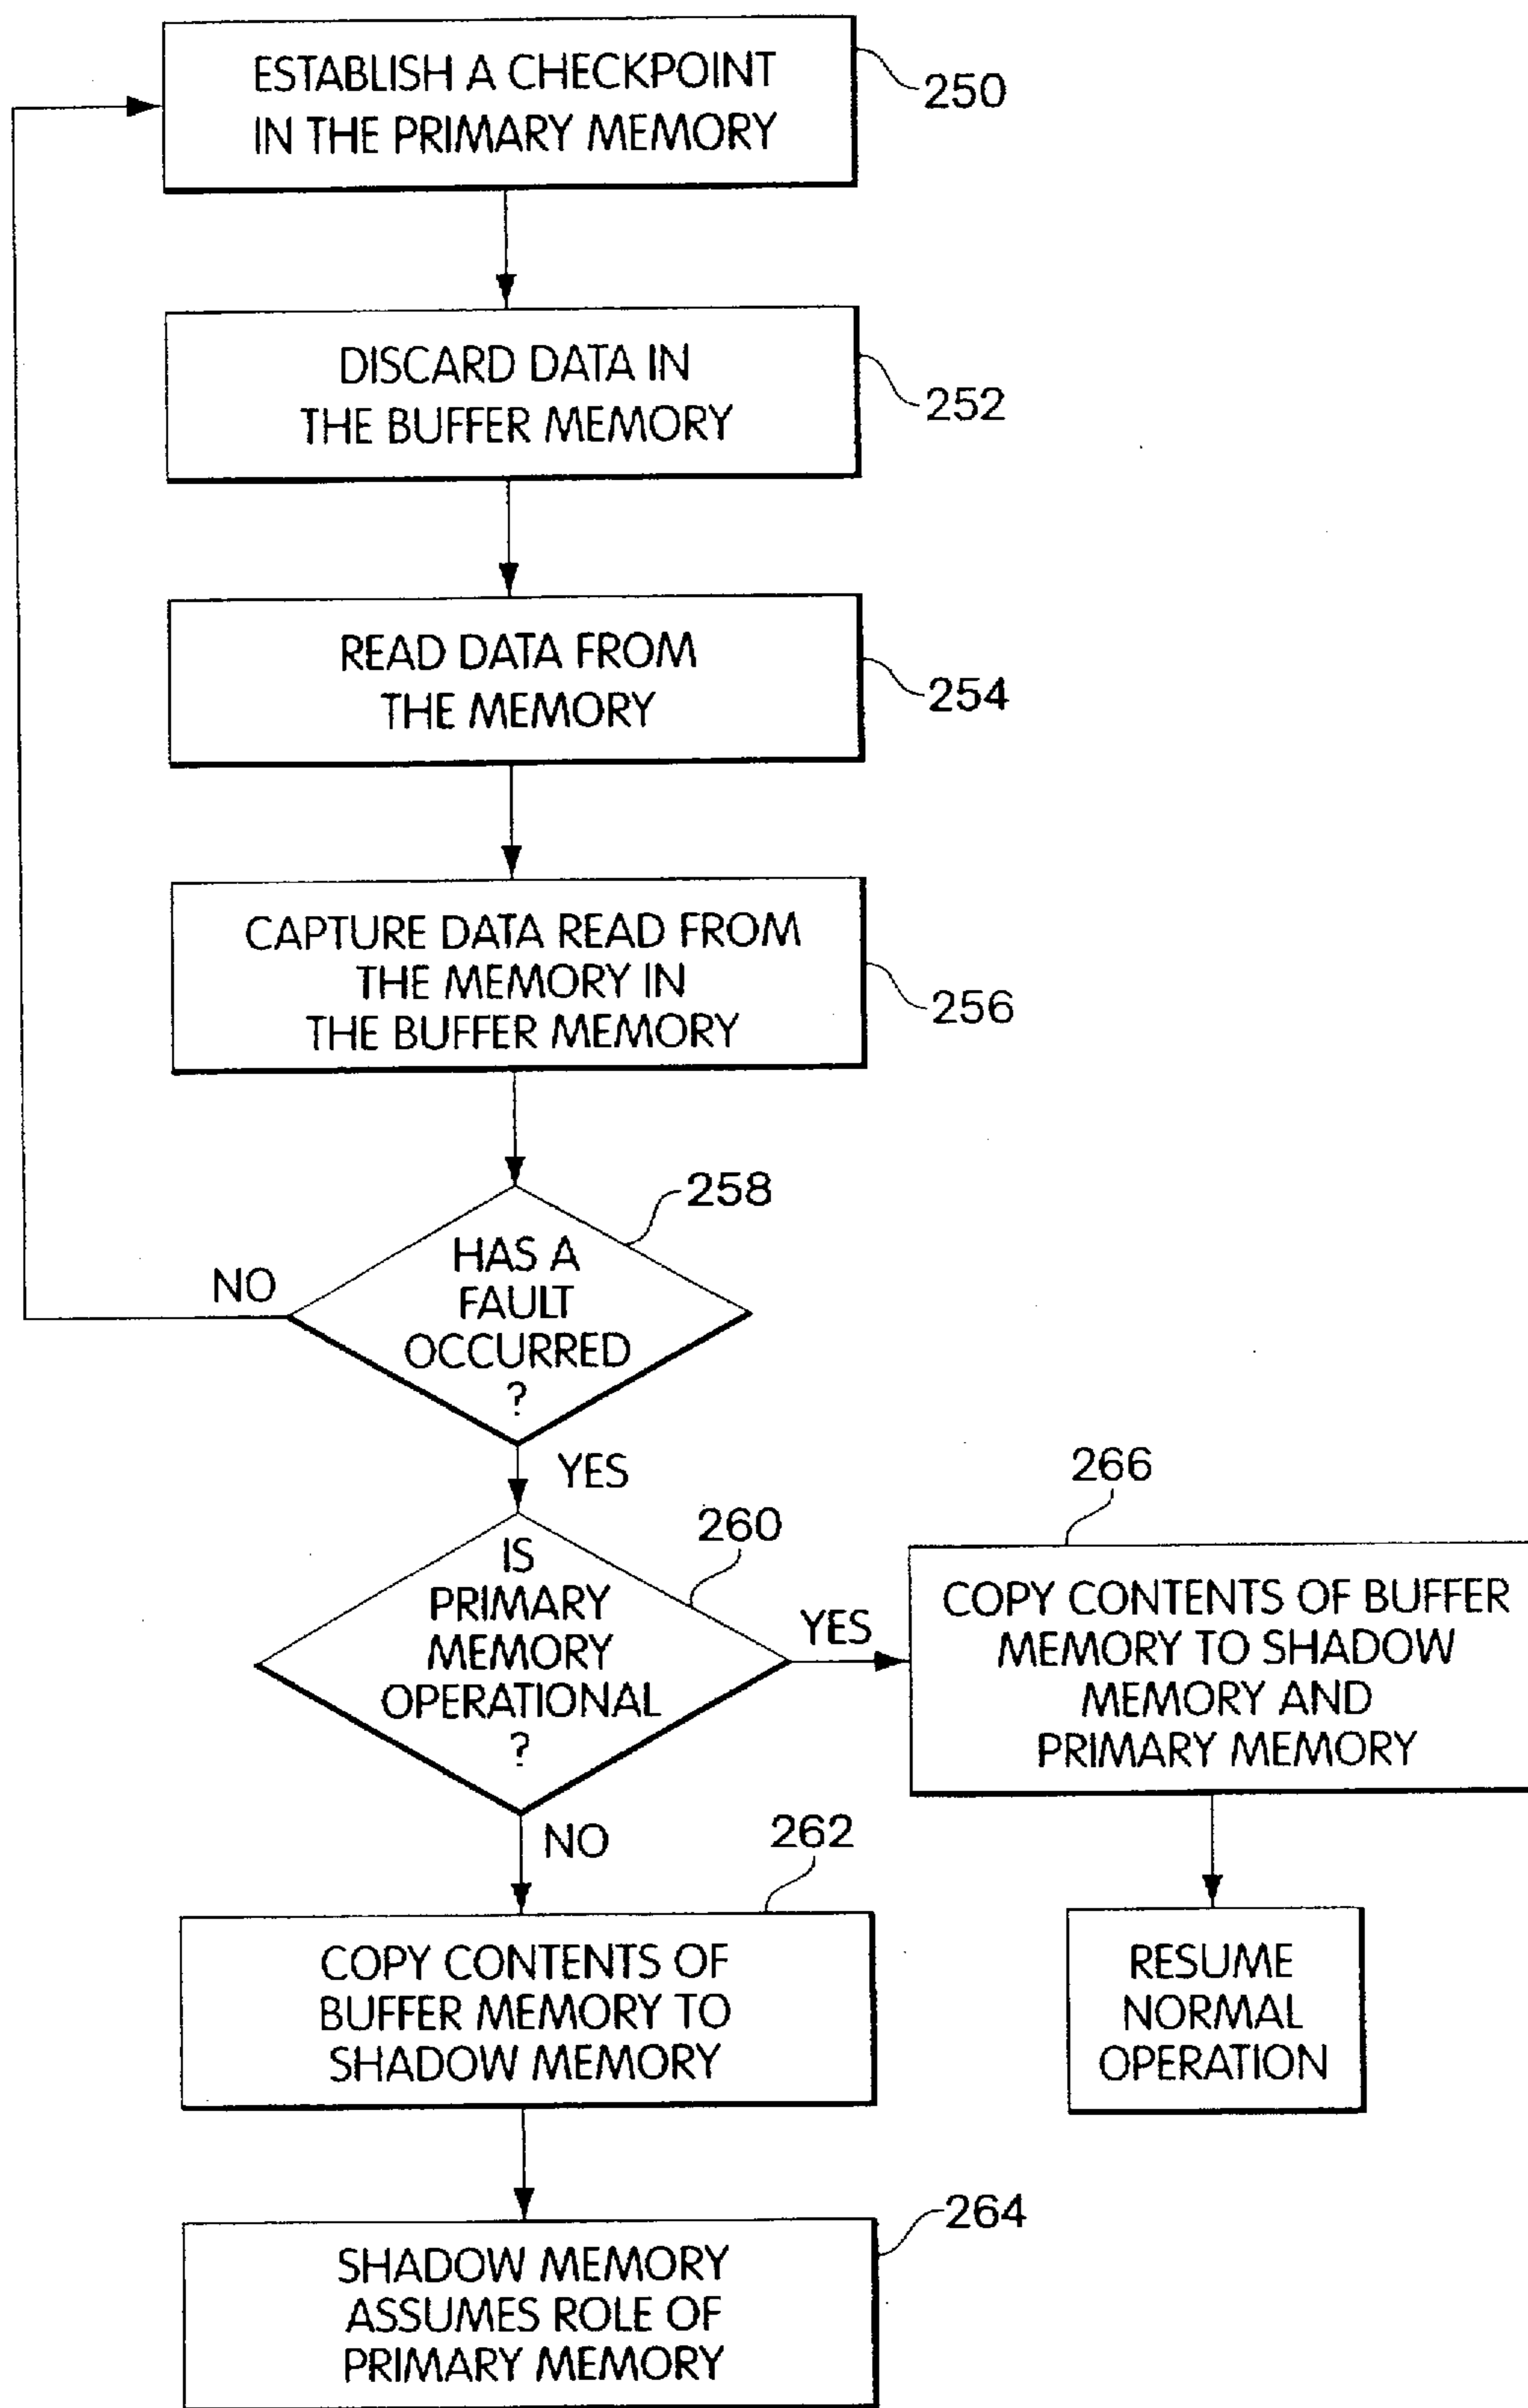 ESTABLISH A CHECKPOINT
IN THE PRIMARY MEMORY
250
DISCARD DATA IN
THE BUFFER MEMORY
252
READ DATA FROM
THE MEMORY
254
CAPTURE DATA READ FROM
THE MEMORY IN
THE BUFFER MEMORY
256
258
HAS A
FAULT
OCCURRED
?
NO
YES
260
IS
PRIMARY
MEMORY
OPERATIONAL
?
YES
266
COPY CONTENTS OF BUFFER
MEMORY TO SHADOW
MEMORY AND
PRIMARY MEMORY
NO
262
COPY CONTENTS OF
BUFFER MEMORY TO
SHADOW MEMORY
RESUME
NORMAL
OPERATION
264
SHADOW MEMORY
ASSUMES ROLE OF
PRIMARY MEMORY